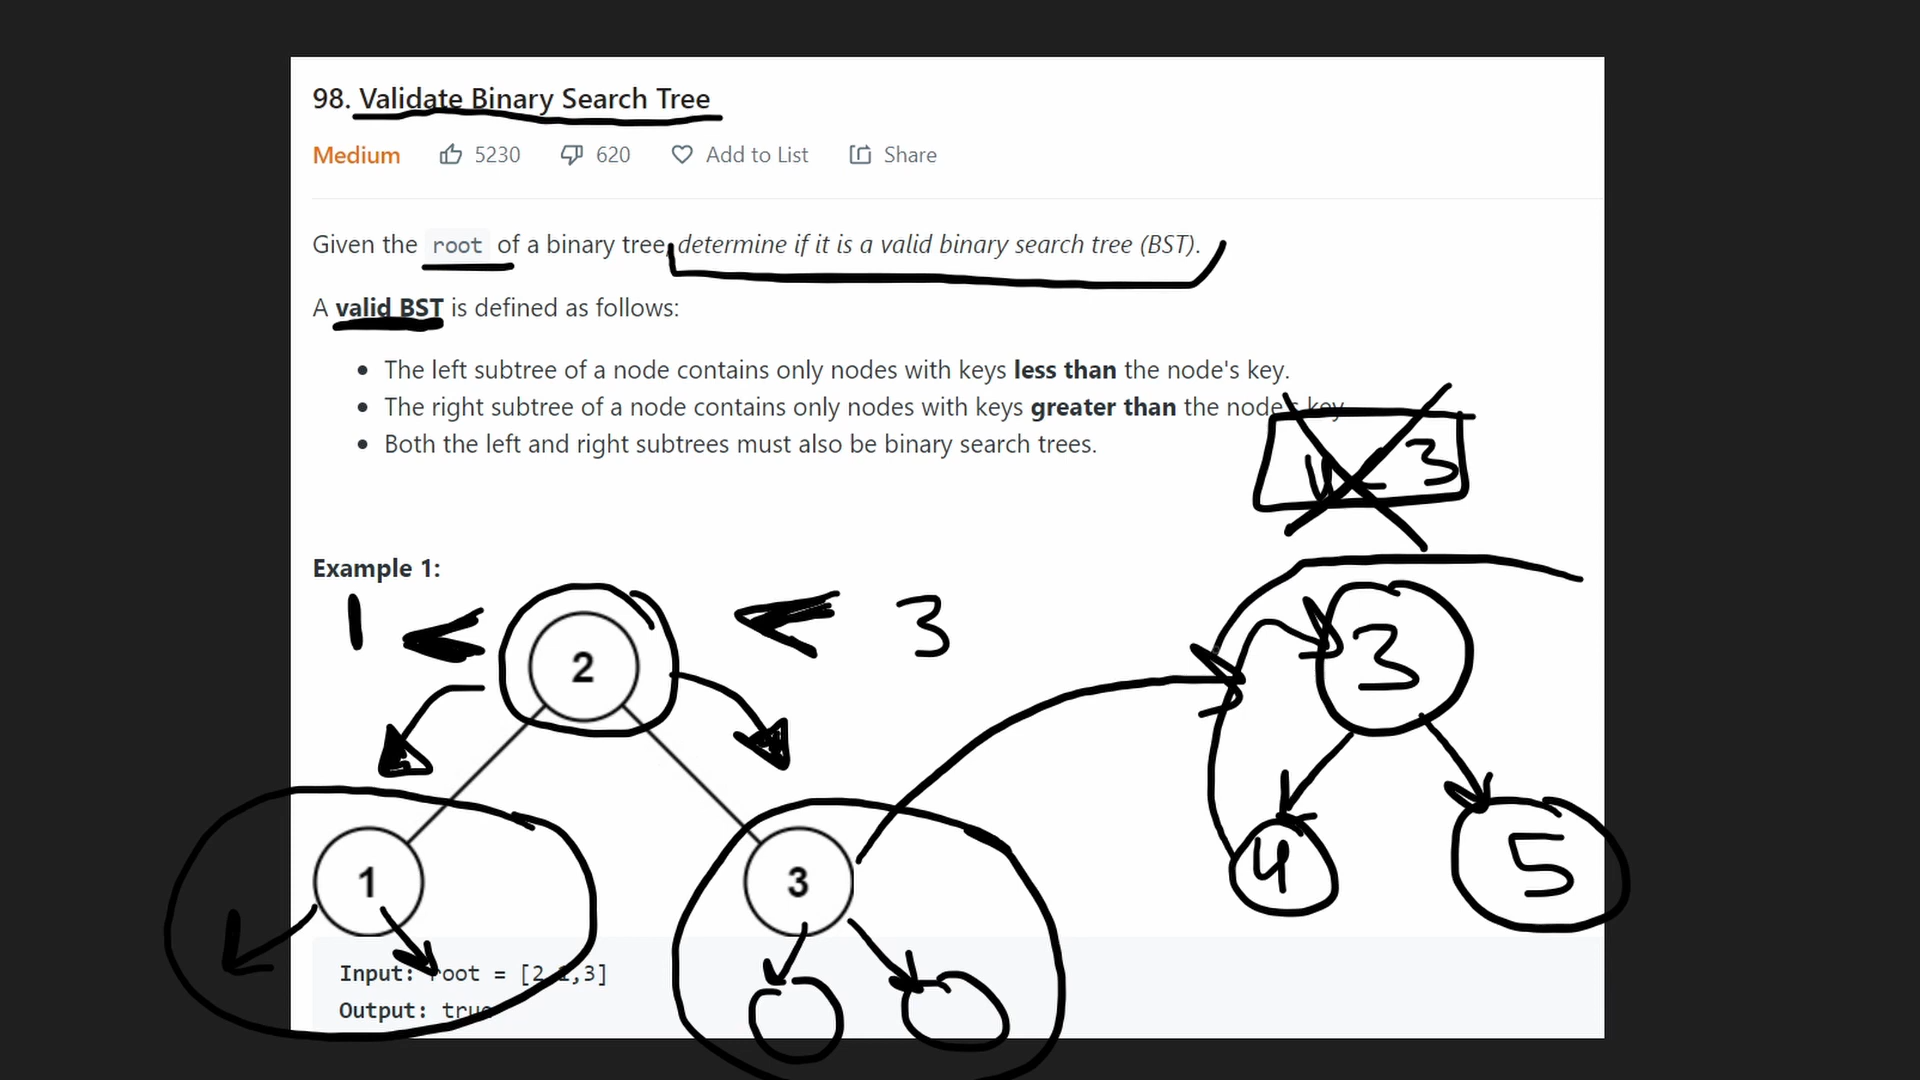 98. Validate Binary Search Tree
Medium 5230 620 Add to List Share
Given the root of a binary tree, determine if it is a valid binary search tree (BST).
A valid BST is defined as follows:
• The left subtree of a node contains only nodes with keys less than the node's key.
• The right subtree of a node contains only nodes with keys greater than the node's key
• Both the left and right subtrees must also be binary search trees.
4 < 3
Example 1:
1 < 2 < 3
3
1 3 4 5
Input: root = [2,1,3]
Output: true